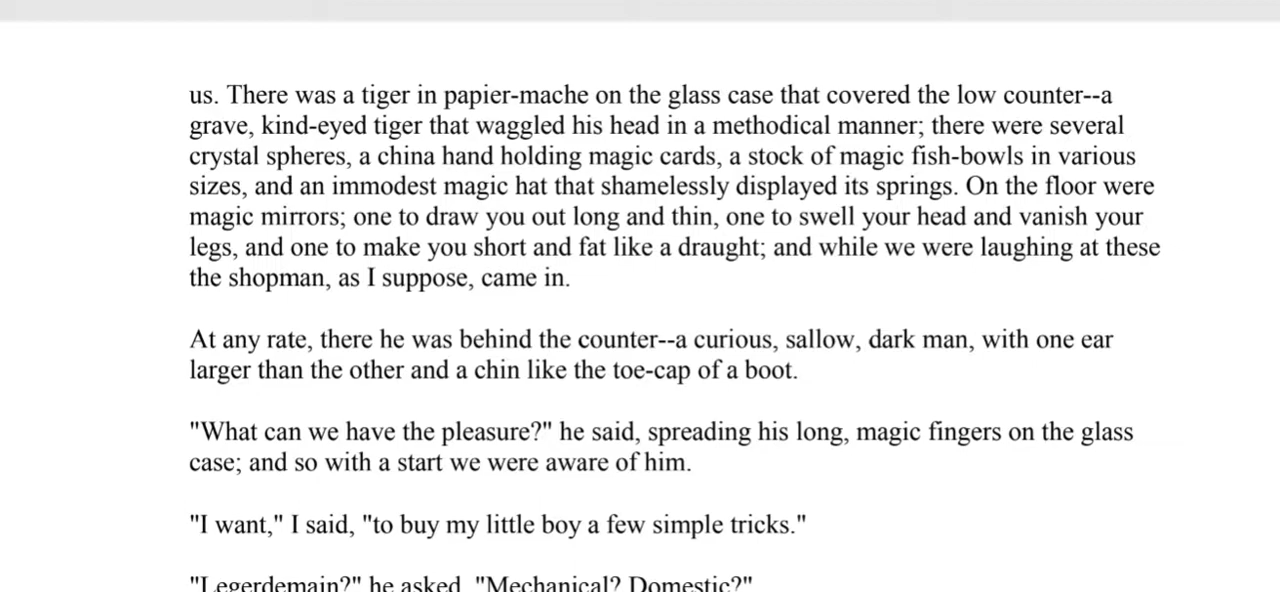 us. There was a tiger in papier-mache on the glass case that covered the low counter--a
grave, kind-eyed tiger that waggled his head in a methodical manner; there were several
crystal spheres, a china hand holding magic cards, a stock of magic fish-bowls in various
sizes, and an immodest magic hat that shamelessly displayed its springs. On the floor were
magic mirrors; one to draw you out long and thin, one to swell your head and vanish your
legs, and one to make you short and fat like a draught; and while we were laughing at these
the shopman, as I suppose, came in.
At any rate, there he was behind the counter--a curious, sallow, dark man, with one ear
larger than the other and a chin like the toe-cap of a boot.
"What can we have the pleasure?" he said, spreading his long, magic fingers on the glass
case; and so with a start we were aware of him.
"I want," I said, "to buy my little boy a few simple tricks."
"Legerdemain?" he asked. "Mechanical? Domestic?"